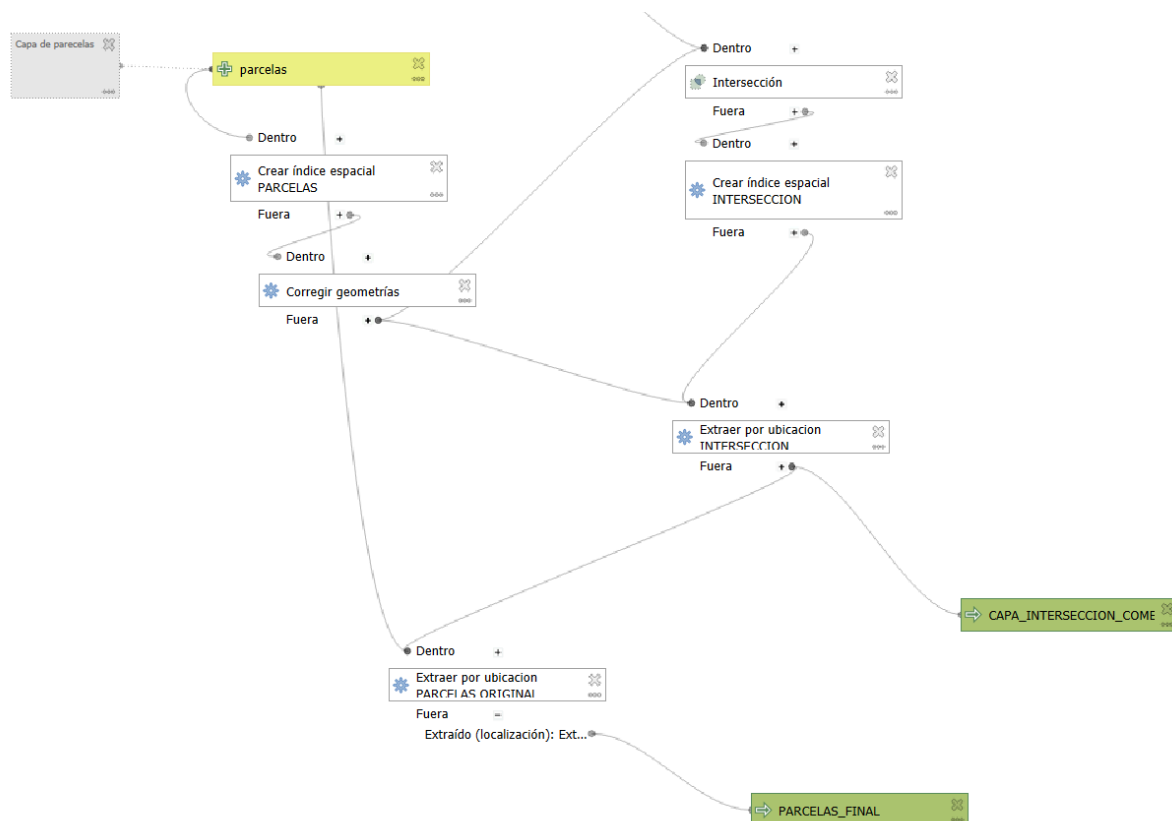 Capa de parecelas
parcelas
Dentro
Crear índice espacial
PARCELAS
Fuera
Dentro
Corregir geometrías
Fuera
Dentro
Intersección
Fuera
Dentro
Crear índice espacial
INTERSECCION
Fuera
Dentro
Extraer por ubicacion
INTERSECCION
Fuera
CAPA_INTERSECCION_COME
Dentro
Extraer por ubicacion
PARCELAS ORIGINAL
Fuera
Extraído (localización): Ext...
PARCELAS_FINAL